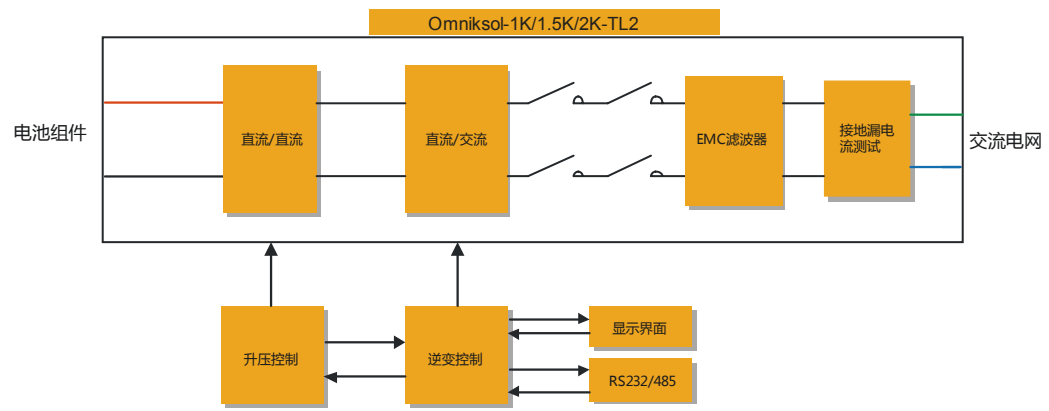 Omniksol-1K/1.5K/2K-TL2
电池组件
直流/直流
直流/交流
EMC滤波器
接地漏电
流测试
交流电网
升压控制
逆变控制
显示界面
RS232/485